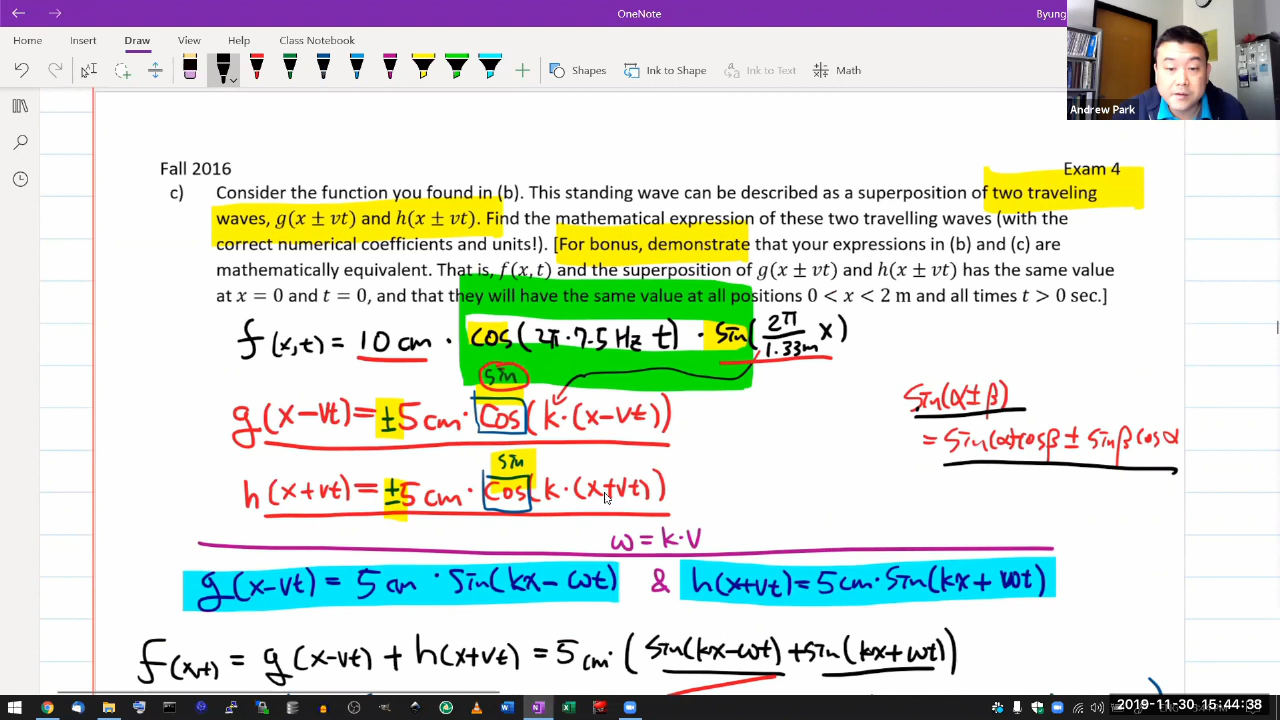 OneNote
Byung
Home Insert Draw View Help Class Notebook
Shapes Ink to Shape Ink to Text Math
Andrew Park
Fall 2016 Exam 4
c) Consider the function you found in (b). This standing wave can be described as a superposition of two traveling
waves, g(x ± vt) and h(x ± vt). Find the mathematical expression of these two travelling waves (with the
correct numerical coefficients and units!). [For bonus, demonstrate that your expressions in (b) and (c) are
mathematically equivalent. That is, f(x, t) and the superposition of g(x ± vt) and h(x ± vt) has the same value
at x = 0 and t = 0, and that they will have the same value at all positions 0 < x < 2 m and all times t > 0 sec.]
f(x,t) = 10 cm · cos(2π·7.5 Hz t) · sin(2π/1.33m x)
sin
g(x-vt) = ±5 cm · cos(k·(x-vt))
sin(α±β)
= sin(α)cosβ ± sinβ cosα
sin
h(x+vt) = ±5 cm · cos(k·(x+vt))
ω = k·v
g(x-vt) = 5 cm · sin(kx - ωt) & h(x+vt) = 5 cm · sin(kx + ωt)
f(x,t) = g(x-vt) + h(x+vt) = 5 cm · (sin(kx-ωt) + sin(kx+ωt))
2019-11-30 15:44:38